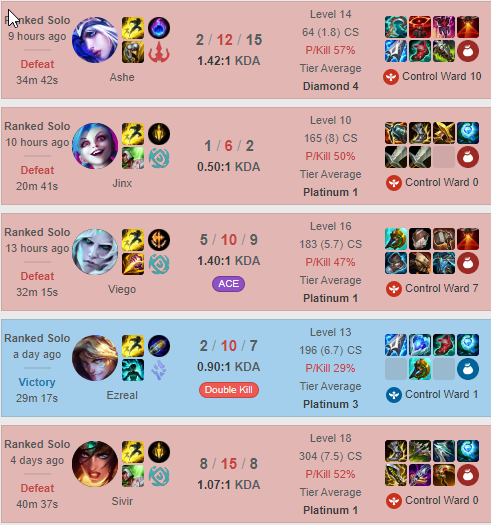 Ranked Solo
9 hours ago
Defeat
34m 42s
Ashe
2 / 12 / 15
1.42:1 KDA
Level 14
64 (1.8) CS
P/Kill 57%
Tier Average
Diamond 4
Control Ward 10
Ranked Solo
10 hours ago
Defeat
20m 41s
Jinx
1 / 6 / 2
0.50:1 KDA
Level 10
165 (8) CS
P/Kill 50%
Tier Average
Platinum 1
Control Ward 0
Ranked Solo
13 hours ago
Defeat
32m 15s
Viego
5 / 10 / 9
1.40:1 KDA
ACE
Level 16
183 (5.7) CS
P/Kill 47%
Tier Average
Platinum 1
Control Ward 7
Ranked Solo
a day ago
Victory
29m 17s
Ezreal
2 / 10 / 7
0.90:1 KDA
Double Kill
Level 13
196 (6.7) CS
P/Kill 29%
Tier Average
Platinum 3
Control Ward 1
Ranked Solo
4 days ago
Defeat
40m 37s
Sivir
8 / 15 / 8
1.07:1 KDA
Level 18
304 (7.5) CS
P/Kill 52%
Tier Average
Platinum 1
Control Ward 0